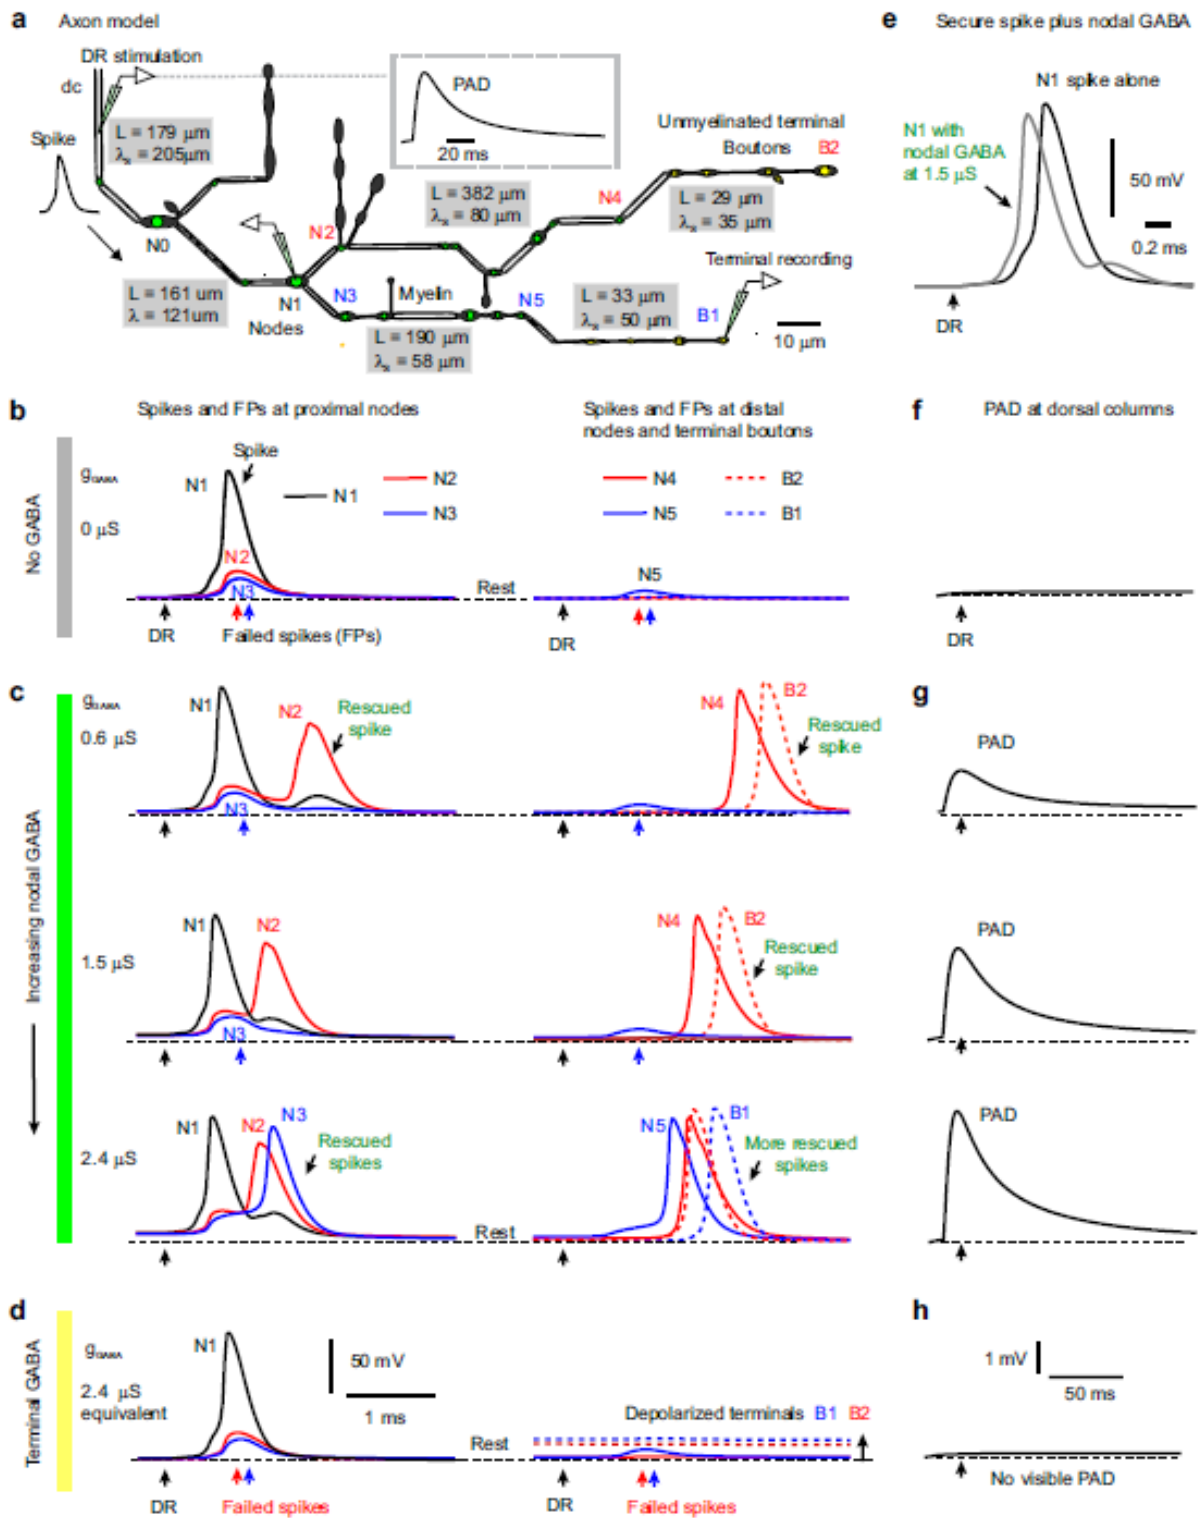 a Axon model
DR stimulation
dc
Spike
L = 179 μm
λₛ = 205μm
PAD
20 ms
Unmyelinated terminal
Boutons B2
L = 382 μm
λₛ = 80 μm
N4
L = 29 μm
λₛ = 35 μm
N0
N2
Terminal recording
L = 161 um
λ = 121um
N1
Nodes
N3
Myelin
N5
L = 33 μm
λₛ = 50 μm
B1
L = 190 μm
λₛ = 58 μm
10 μm
e Secure spike plus nodal GABA
N1 spike alone
N1 with
nodal GABA
at 1.5 μS
50 mV
0.2 ms
DR
b Spikes and FPs at proximal nodes
Spikes and FPs at distal
nodes and terminal boutons
No GABA
gGABA
0 μS
Spike
N1
N1
N2
N3
N2
N3
N4
N5
B2
B1
Rest
N5
DR
Failed spikes (FPs)
DR
f PAD at dorsal columns
DR
c
Increasing nodal GABA
gGABA
0.6 μS
N1
N2
Rescued
spike
N3
N4
B2
Rescued
spike
g
PAD
1.5 μS
N1
N2
N3
N4
B2
Rescued
spike
PAD
2.4 μS
N1
N2
N3
Rescued
spikes
Rest
N5
B1
More rescued
spikes
PAD
d
Terminal GABA
gGABA
2.4 μS
equivalent
N1
50 mV
1 ms
Rest
Depolarized terminals B1 B2
DR
Failed spikes
DR
Failed spikes
h
1 mV
50 ms
No visible PAD